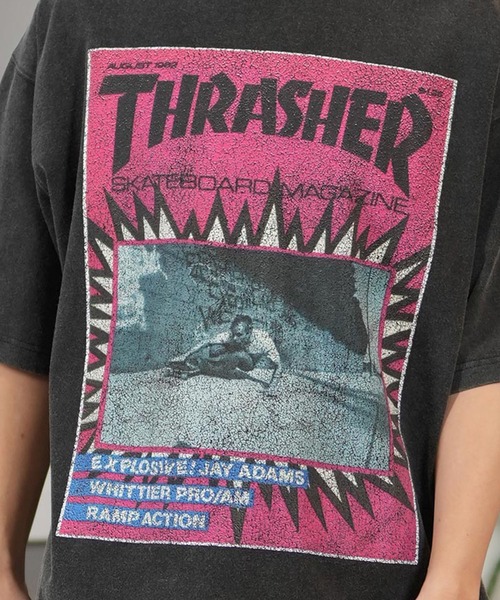 AUGUST 1982
THRASHER
SKATEBOARD MAGAZINE
EXPLOSIVE! JAY ADAMS
WHITTIER PRO/AM
RAMP ACTION